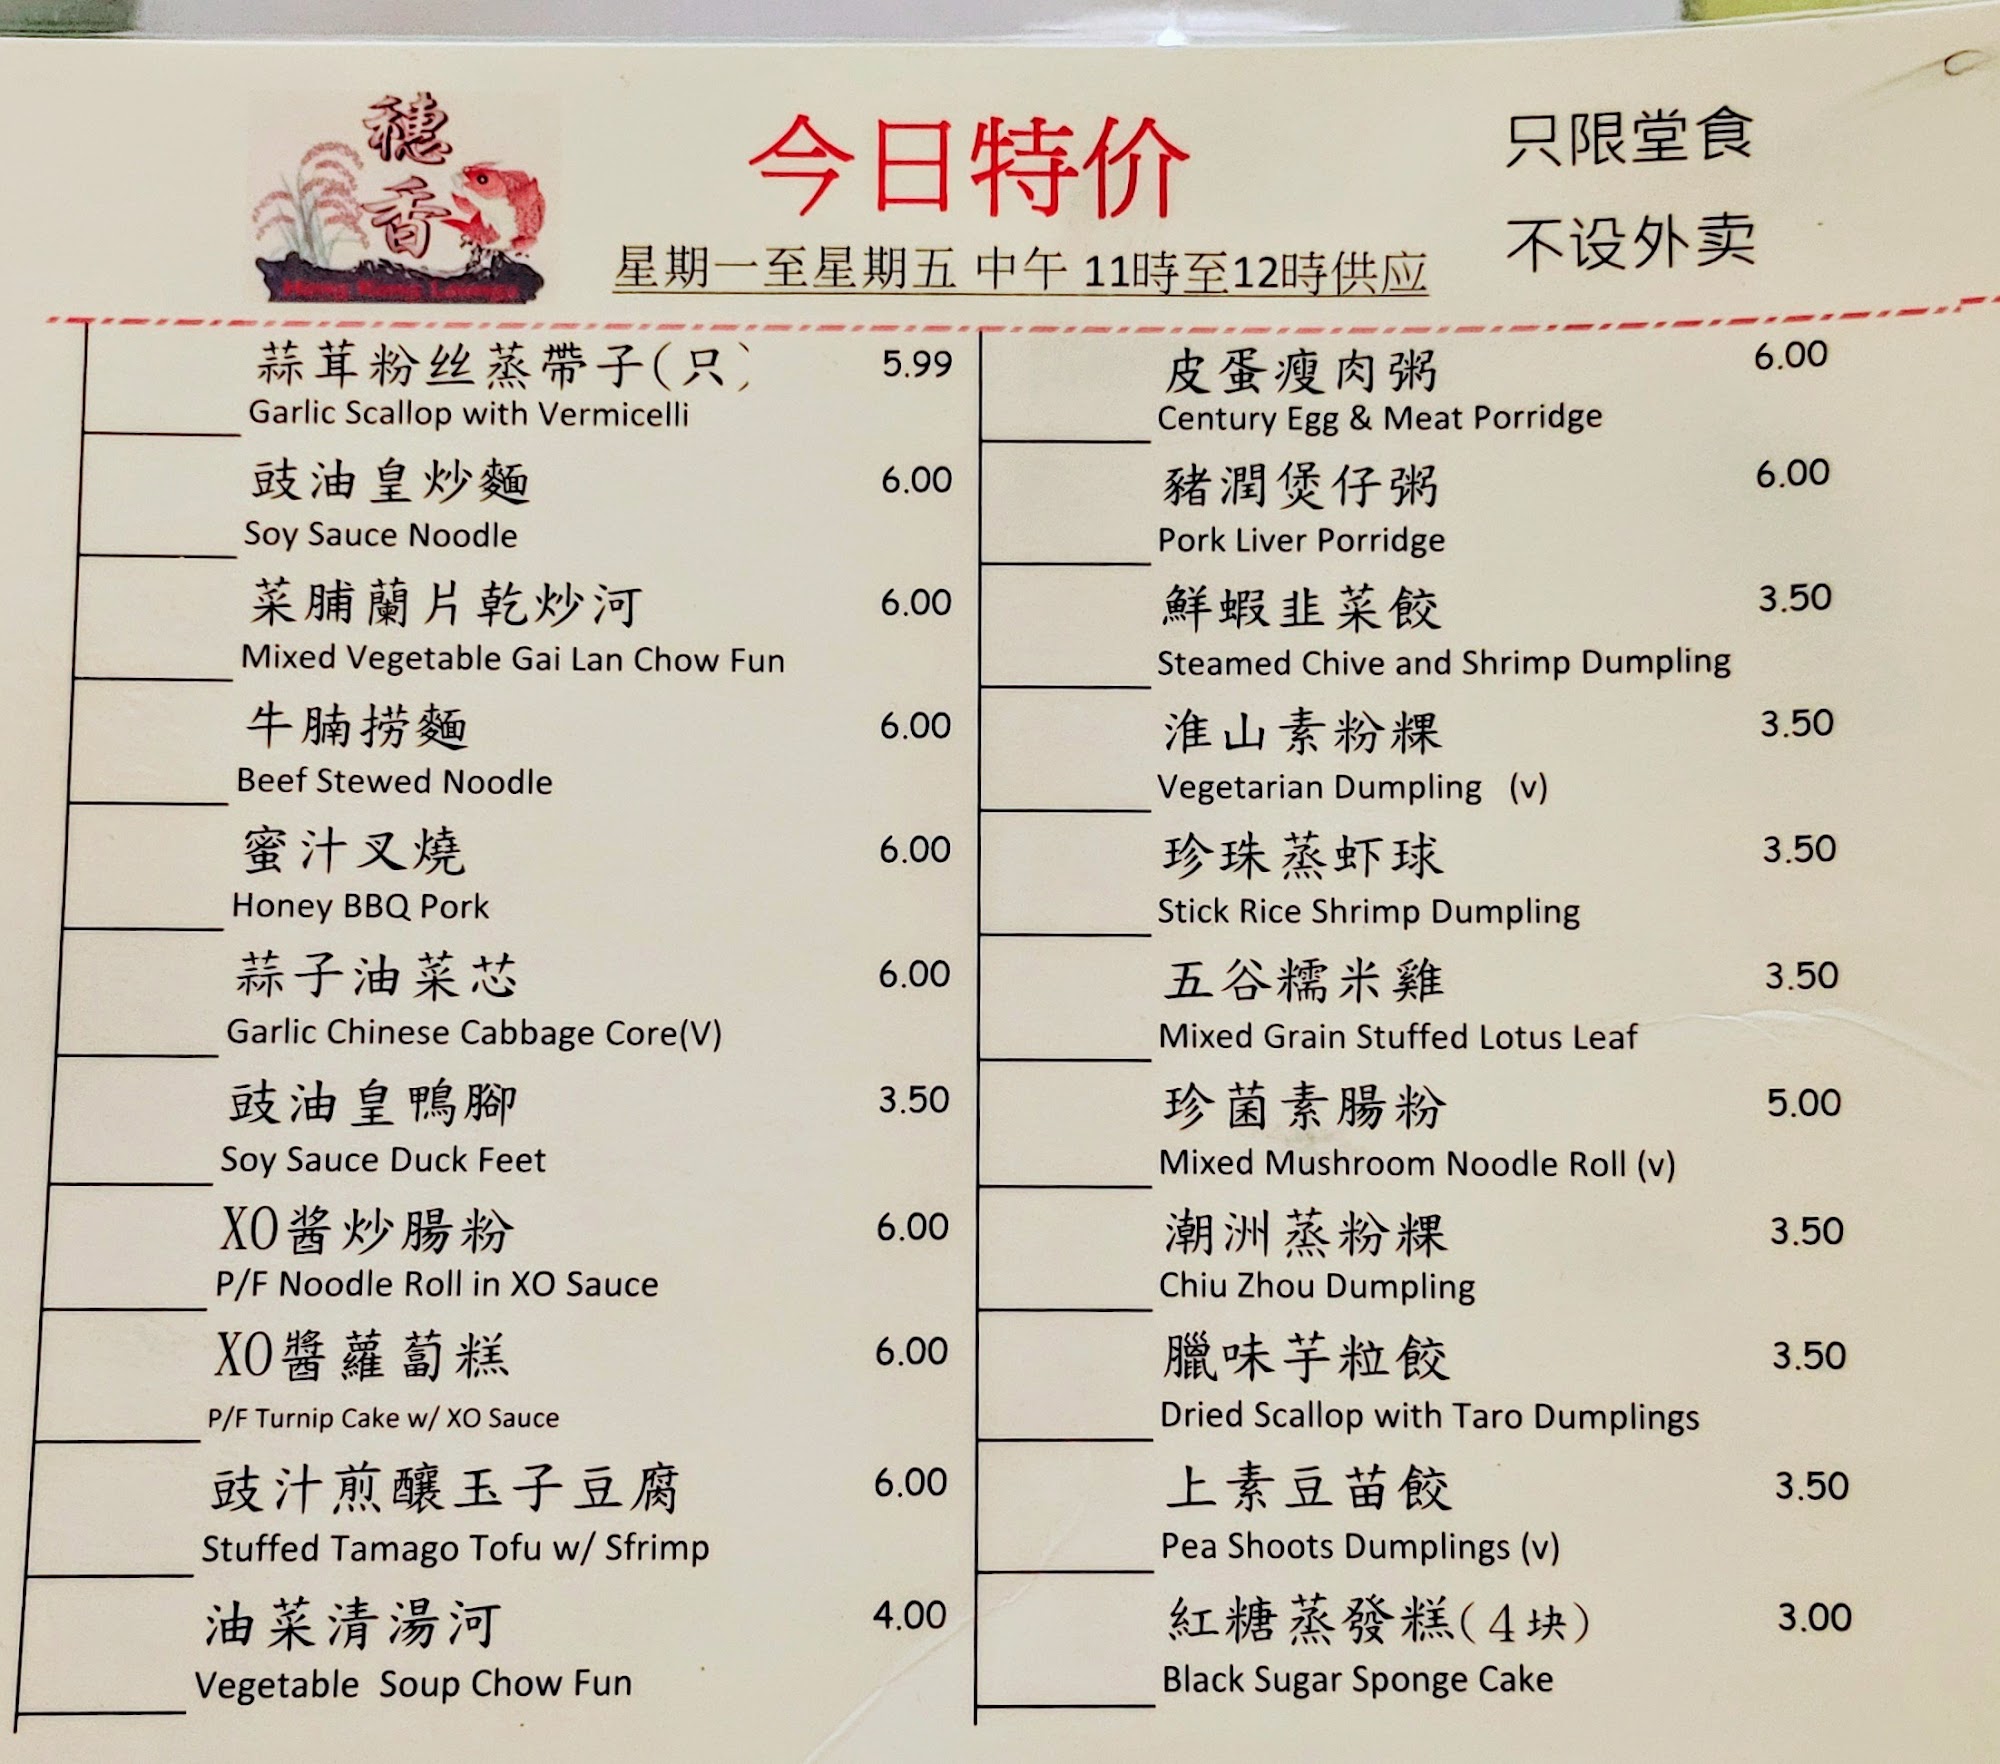 穗
香
今日特价
星期一至星期五 中午 11時至12時供应
只限堂食
不设外卖
蒜茸粉丝蒸帶子(只) 5.99
Garlic Scallop with Vermicelli
豉油皇炒麵 6.00
Soy Sauce Noodle
菜脯蘭片乾炒河 6.00
Mixed Vegetable Gai Lan Chow Fun
牛腩捞麵 6.00
Beef Stewed Noodle
蜜汁叉燒 6.00
Honey BBQ Pork
蒜子油菜芯 6.00
Garlic Chinese Cabbage Core(V)
豉油皇鴨腳 3.50
Soy Sauce Duck Feet
XO酱炒腸粉 6.00
P/F Noodle Roll in XO Sauce
XO醬蘿蔔糕 6.00
P/F Turnip Cake w/ XO Sauce
豉汁煎釀玉子豆腐 6.00
Stuffed Tamago Tofu w/ Sfrimp
油菜清湯河 4.00
Vegetable Soup Chow Fun
皮蛋瘦肉粥 6.00
Century Egg & Meat Porridge
豬潤煲仔粥 6.00
Pork Liver Porridge
鮮蝦韭菜餃 3.50
Steamed Chive and Shrimp Dumpling
淮山素粉粿 3.50
Vegetarian Dumpling (v)
珍珠蒸虾球 3.50
Stick Rice Shrimp Dumpling
五谷糯米雞 3.50
Mixed Grain Stuffed Lotus Leaf
珍菌素腸粉 5.00
Mixed Mushroom Noodle Roll (v)
潮洲蒸粉粿 3.50
Chiu Zhou Dumpling
臘味芋粒餃 3.50
Dried Scallop with Taro Dumplings
上素豆苗餃 3.50
Pea Shoots Dumplings (v)
紅糖蒸發糕(4块) 3.00
Black Sugar Sponge Cake